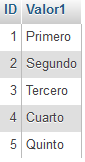 ID Valor1
1 Primero
2 Segundo
3 Tercero
4 Cuarto
5 Quinto